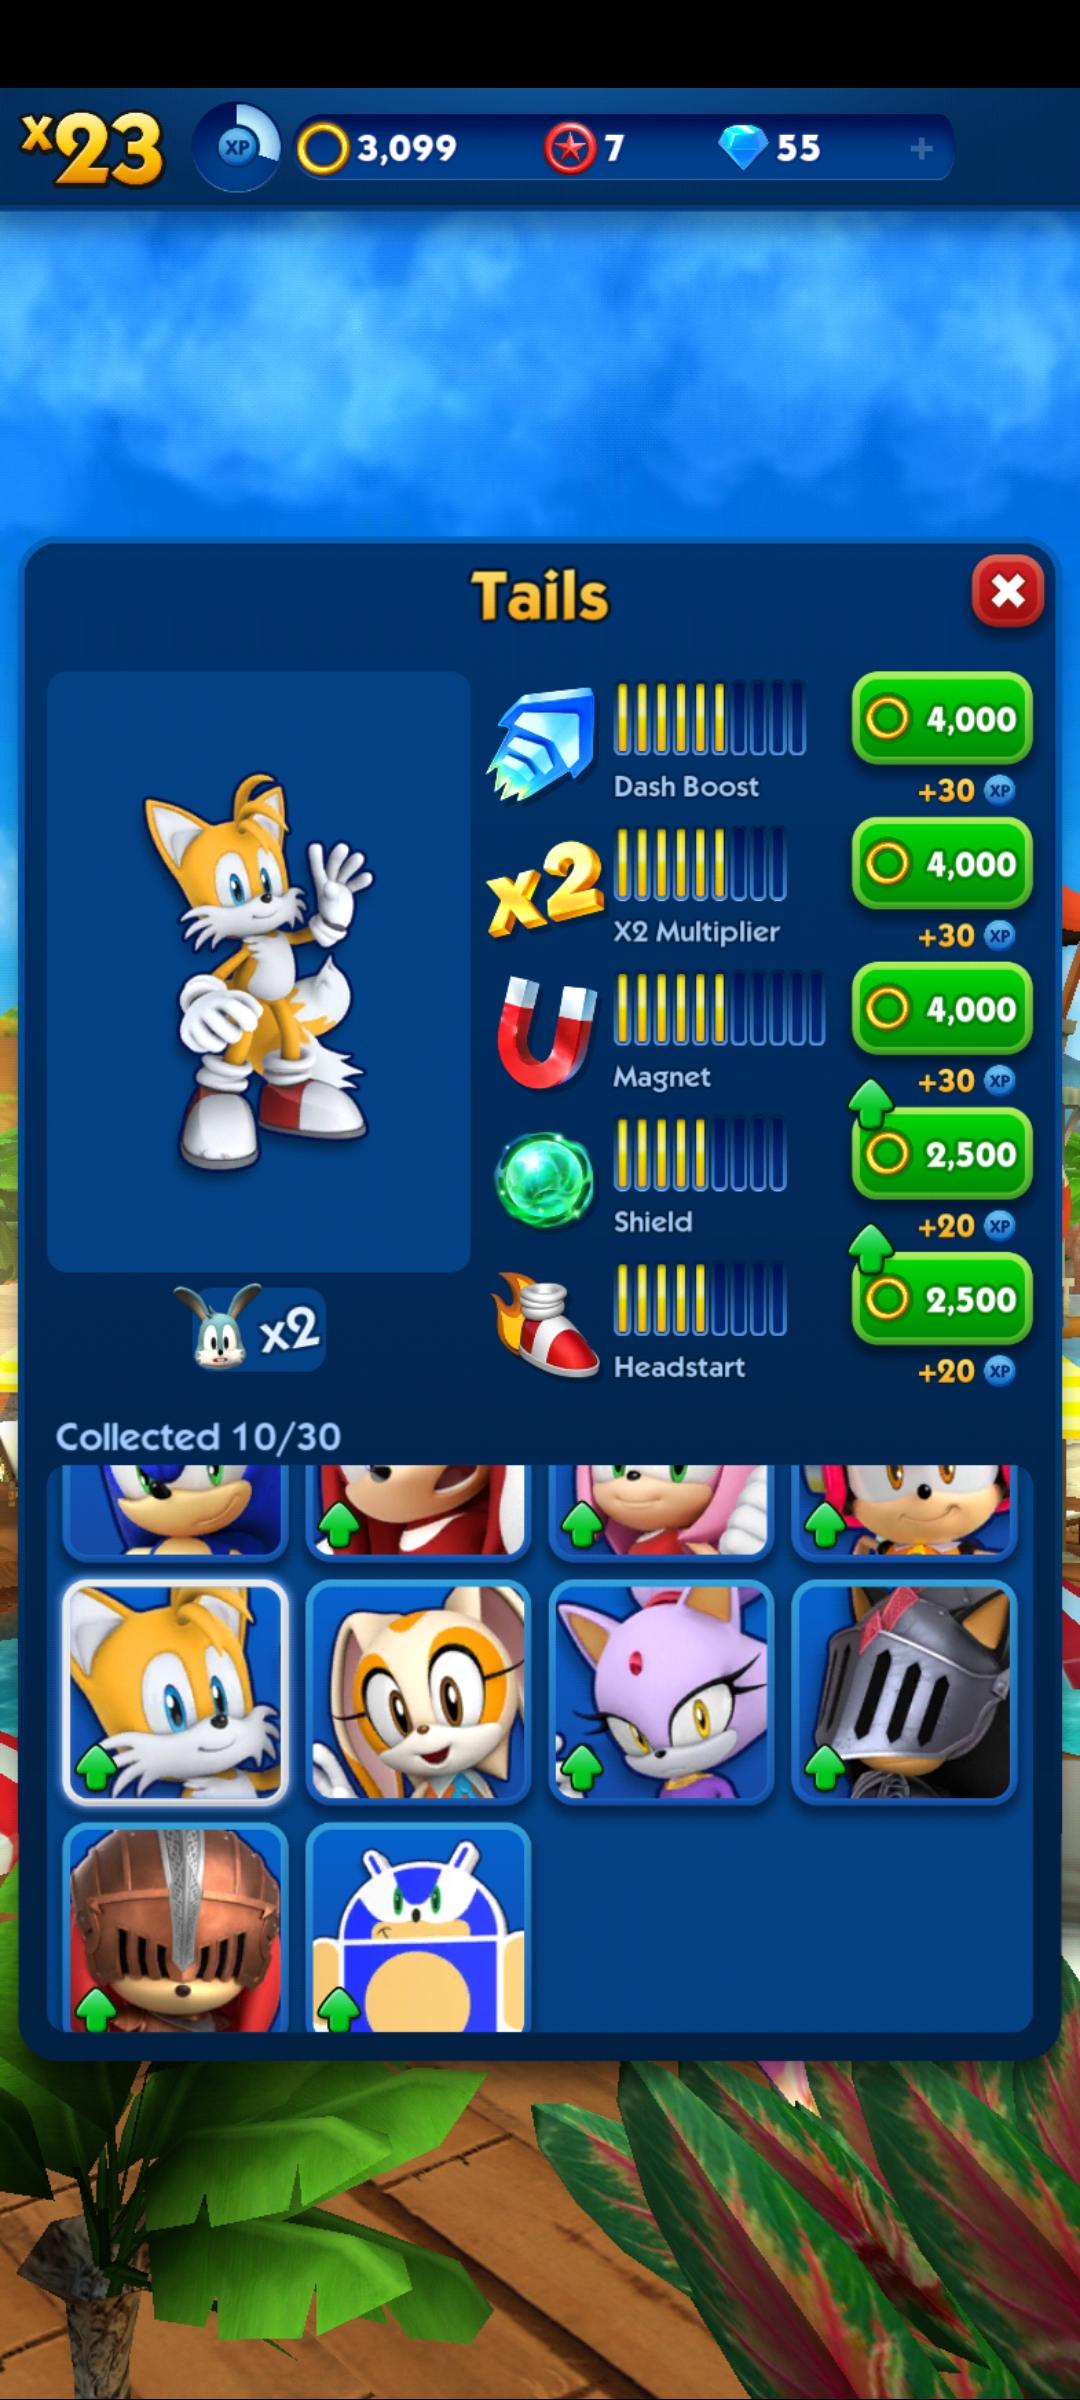 x23 XP 3,099 7 55 +
Tails
4,000
Dash Boost
+30 XP
x2
4,000
X2 Multiplier
+30 XP
4,000
Magnet
+30 XP
2,500
Shield
+20 XP
x2
2,500
Headstart
+20 XP
Collected 10/30